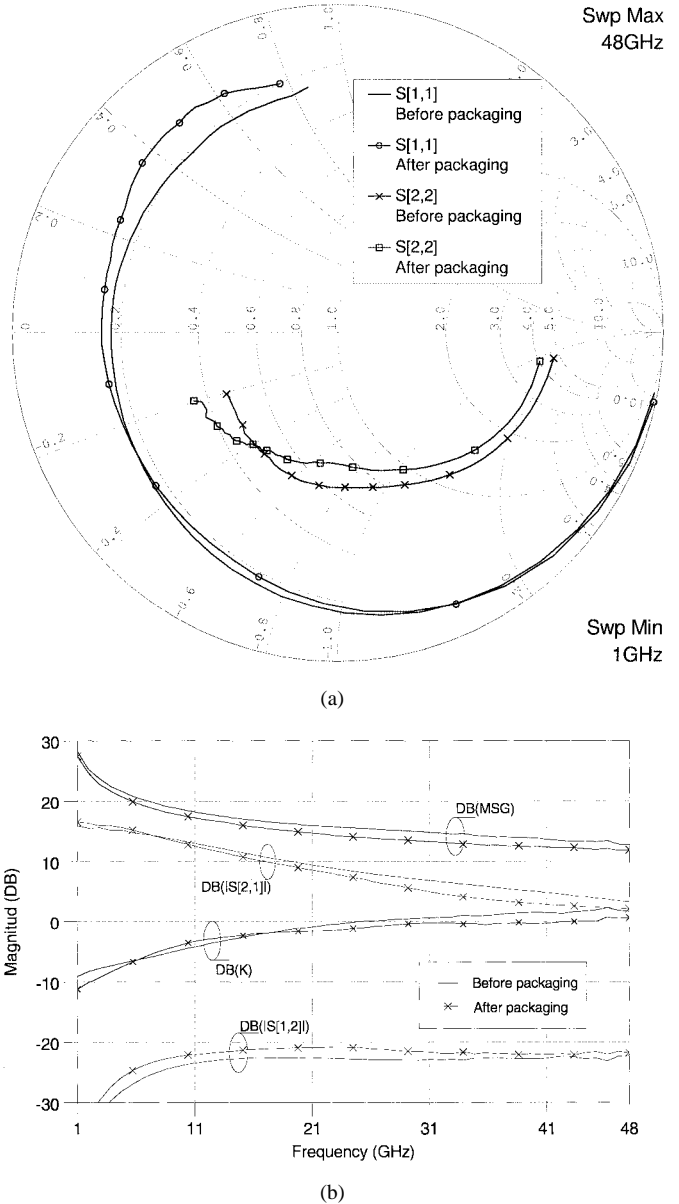 Swp Max
48GHz
S[1,1]
Before packaging
S[1,1]
After packaging
S[2,2]
Before packaging
S[2,2]
After packaging
0.6
0.8
1.0
0.4
3.0
4.0
5.0
10.0
0
0.2
0.4
0.6
0.8
1.0
2.0
3.0
4.0
5.0
10.0
-0.2
-0.4
-0.6
-0.8
-1.0
Swp Min
1GHz
(a)
30
20
10
0
-10
-20
-30
Magnitud (DB)
DB(MSG)
DB(|S[2,1]|)
DB(K)
DB(|S[1,2]|)
Before packaging
After packaging
1
11
21
31
41
48
Frequency (GHz)
(b)